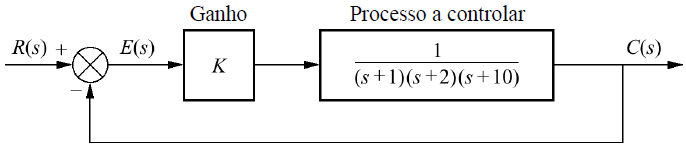 Ganho Processo a controlar
R(s) + E(s) K 1 C(s)
(s+1)(s+2)(s+10)
−